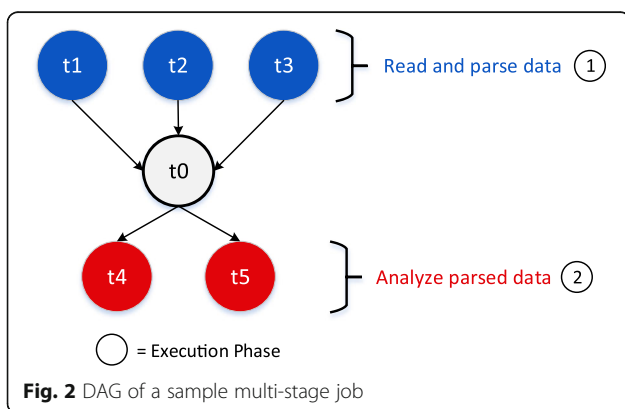 t1 t2 t3 Read and parse data 1
t0
t4 t5 Analyze parsed data 2
= Execution Phase
Fig. 2 DAG of a sample multi-stage job